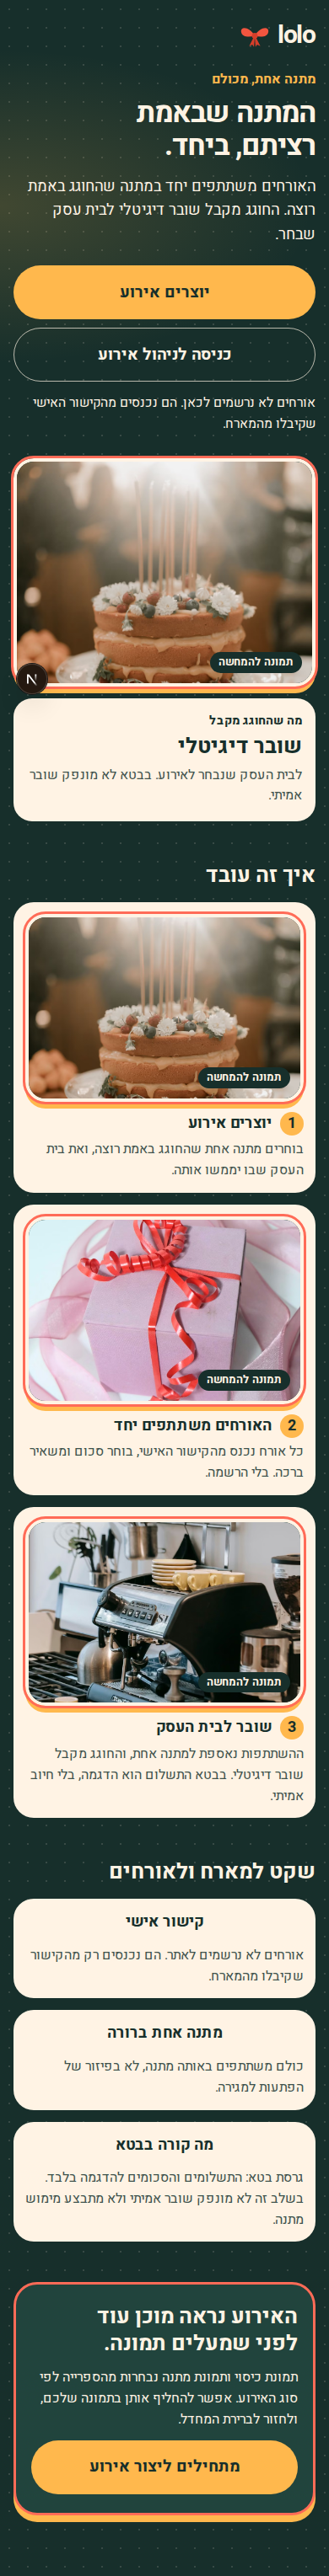 lolo
מתנה אחת, מכולם
המתנה שבאמת
רציתם, ביחד.
האורחים משתתפים יחד במתנה שהחוגג באמת
רוצה. החוגג מקבל שובר דיגיטלי לבית עסק
שבחר.
יוצרים אירוע
כניסה לניהול אירוע
אורחים לא נרשמים לכאן. הם נכנסים מהקישור האישי
שקיבלו מהמארח.
תמונה להמחשה
N
מה שהחוגג מקבל
שובר דיגיטלי
לבית העסק שנבחר לאירוע. בבטא לא מונפק שובר
אמיתי.
איך זה עובד
תמונה להמחשה
1 יוצרים אירוע
בוחרים מתנה אחת שהחוגג באמת רוצה, ואת בית
העסק שבו יממשו אותה.
תמונה להמחשה
2 האורחים משתתפים יחד
כל אורח נכנס מהקישור האישי, בוחר סכום ומשאיר
ברכה. בלי הרשמה.
תמונה להמחשה
3 שובר לבית העסק
ההשתתפות נאספת למתנה אחת, והחוגג מקבל
שובר דיגיטלי. בבטא התשלום הוא הדגמה, בלי חיוב
אמיתי.
שקט למארח ולאורחים
קישור אישי
אורחים לא נרשמים לאתר. הם נכנסים רק מהקישור
שקיבלו מהמארח.
מתנה אחת ברורה
כולם משתתפים באותה מתנה, לא בפיזור של
הפתעות למגירה.
מה קורה בבטא
גרסת בטא: התשלומים והסכומים להדגמה בלבד.
בשלב זה לא מונפק שובר אמיתי ולא מתבצע מימוש
מתנה.
האירוע נראה מוכן עוד
לפני שמעלים תמונה.
תמונת כיסוי ותמונת מתנה נבחרות מהספרייה לפי
סוג האירוע. אפשר להחליף אותן בתמונה שלכם,
ולחזור לברירת המחדל.
מתחילים ליצור אירוע